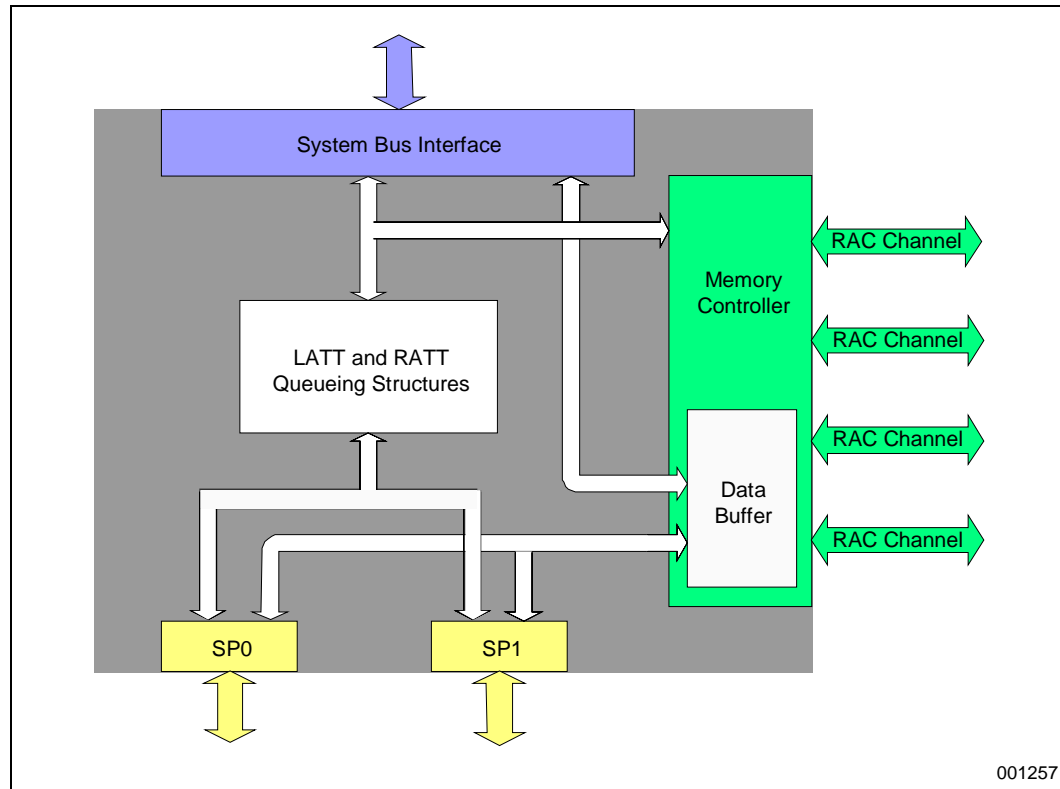 System Bus Interface
RAC Channel
Memory
Controller
RAC Channel
LATT and RATT
Queueing Structures
RAC Channel
Data
Buffer
RAC Channel
SP0
SP1
001257